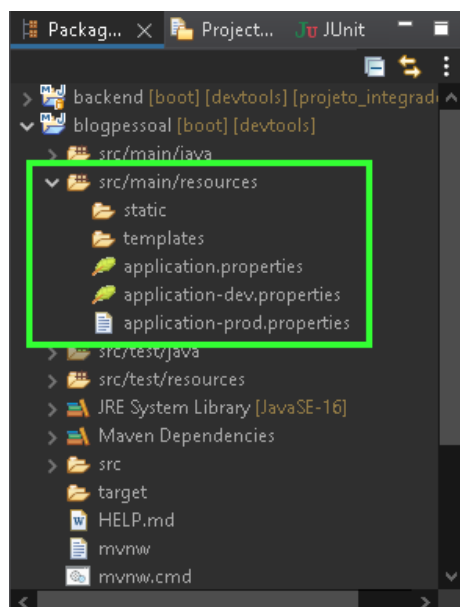 Packag... Project... JUnit
backend [boot] [devtools] [projeto_integrad
blogpessoal [boot] [devtools]
src/main/java
src/main/resources
static
templates
application.properties
application-dev.properties
application-prod.properties
src/test/java
src/test/resources
JRE System Library [JavaSE-16]
Maven Dependencies
src
target
HELP.md
mvnw
mvnw.cmd